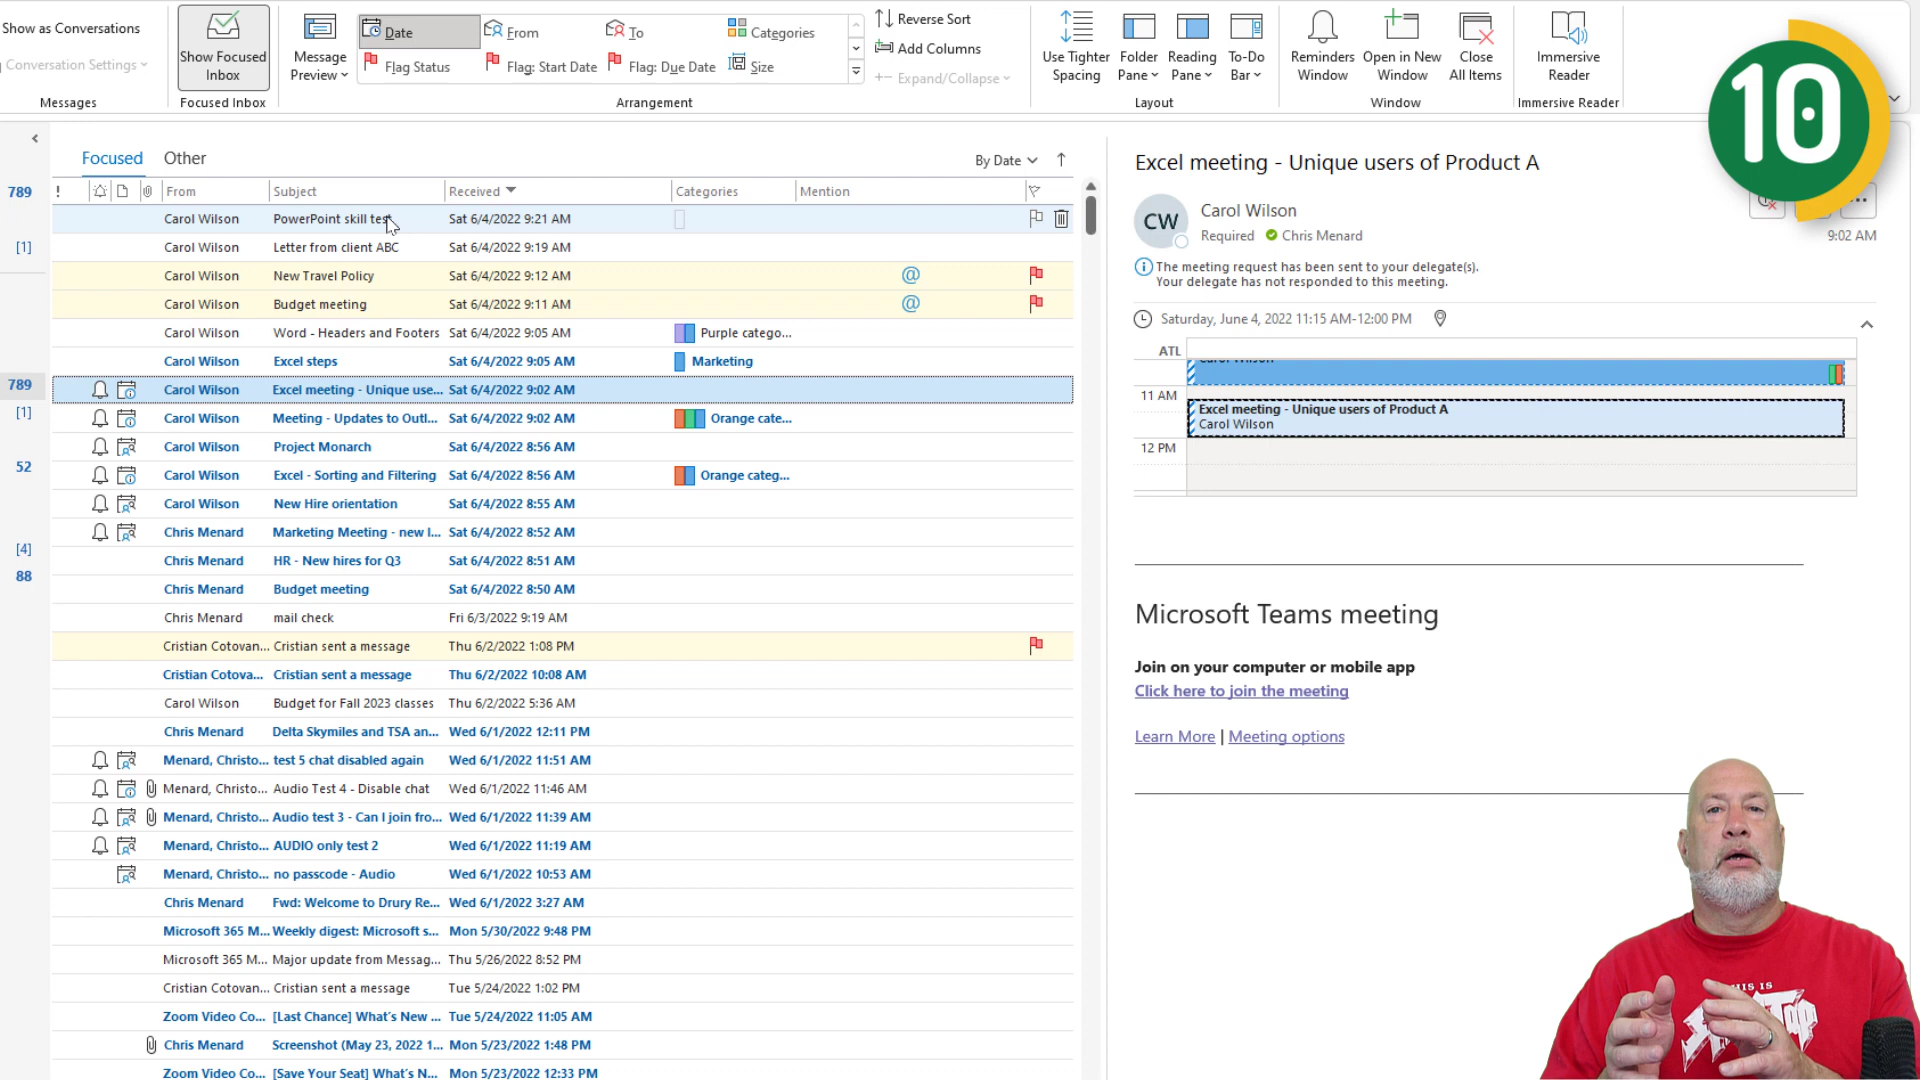 Show as Conversations
Conversation Settings
Messages
Show Focused
Inbox
Focused Inbox
Message
Preview
Date
From
To
Categories
Flag Status
Flag: Start Date
Flag: Due Date
Size
Arrangement
Reverse Sort
Add Columns
Expand/Collapse
Use Tighter
Spacing
Folder
Pane
Reading
Pane
To-Do
Bar
Layout
Reminders
Window
Open in New
Window
Close
All Items
Window
Immersive
Reader
Immersive Reader
10
789
[1]
789
[1]
52
[4]
88
Focused
Other
By Date
! From Subject Received Categories Mention
Carol Wilson PowerPoint skill test Sat 6/4/2022 9:21 AM
Carol Wilson Letter from client ABC Sat 6/4/2022 9:19 AM
Carol Wilson New Travel Policy Sat 6/4/2022 9:12 AM @
Carol Wilson Budget meeting Sat 6/4/2022 9:11 AM @
Carol Wilson Word - Headers and Footers Sat 6/4/2022 9:05 AM Purple catego...
Carol Wilson Excel steps Sat 6/4/2022 9:05 AM Marketing
Carol Wilson Excel meeting - Unique use... Sat 6/4/2022 9:02 AM
Carol Wilson Meeting - Updates to Outl... Sat 6/4/2022 9:02 AM Orange cate...
Carol Wilson Project Monarch Sat 6/4/2022 8:56 AM
Carol Wilson Excel - Sorting and Filtering Sat 6/4/2022 8:56 AM Orange categ...
Carol Wilson New Hire orientation Sat 6/4/2022 8:55 AM
Chris Menard Marketing Meeting - new l... Sat 6/4/2022 8:52 AM
Chris Menard HR - New hires for Q3 Sat 6/4/2022 8:51 AM
Chris Menard Budget meeting Sat 6/4/2022 8:50 AM
Chris Menard mail check Fri 6/3/2022 9:19 AM
Cristian Cotovan... Cristian sent a message Thu 6/2/2022 1:08 PM
Cristian Cotova... Cristian sent a message Thu 6/2/2022 10:08 AM
Carol Wilson Budget for Fall 2023 classes Thu 6/2/2022 5:36 AM
Chris Menard Delta Skymiles and TSA an... Wed 6/1/2022 12:11 PM
Menard, Christo... test 5 chat disabled again Wed 6/1/2022 11:51 AM
Menard, Christo... Audio Test 4 - Disable chat Wed 6/1/2022 11:46 AM
Menard, Christo... Audio test 3 - Can I join fro... Wed 6/1/2022 11:39 AM
Menard, Christo... AUDIO only test 2 Wed 6/1/2022 11:19 AM
Menard, Christo... no passcode - Audio Wed 6/1/2022 10:53 AM
Chris Menard Fwd: Welcome to Drury Re... Wed 6/1/2022 3:27 AM
Microsoft 365 M... Weekly digest: Microsoft s... Mon 5/30/2022 9:48 PM
Microsoft 365 M... Major update from Messag... Thu 5/26/2022 8:52 PM
Cristian Cotovan... Cristian sent a message Tue 5/24/2022 1:02 PM
Zoom Video Co... [Last Chance] What's New ... Tue 5/24/2022 11:05 AM
Chris Menard Screenshot (May 23, 2022 1... Mon 5/23/2022 1:48 PM
Zoom Video Co... [Save Your Seat] What's N... Mon 5/23/2022 12:33 PM
Excel meeting - Unique users of Product A
CW
Carol Wilson
Required Chris Menard
9:02 AM
The meeting request has been sent to your delegate(s).
Your delegate has not responded to this meeting.
Saturday, June 4, 2022 11:15 AM-12:00 PM
ATL
Carol Wilson
11 AM
Excel meeting - Unique users of Product A
Carol Wilson
12 PM
Microsoft Teams meeting
Join on your computer or mobile app
Click here to join the meeting
Learn More | Meeting options
THIS IS